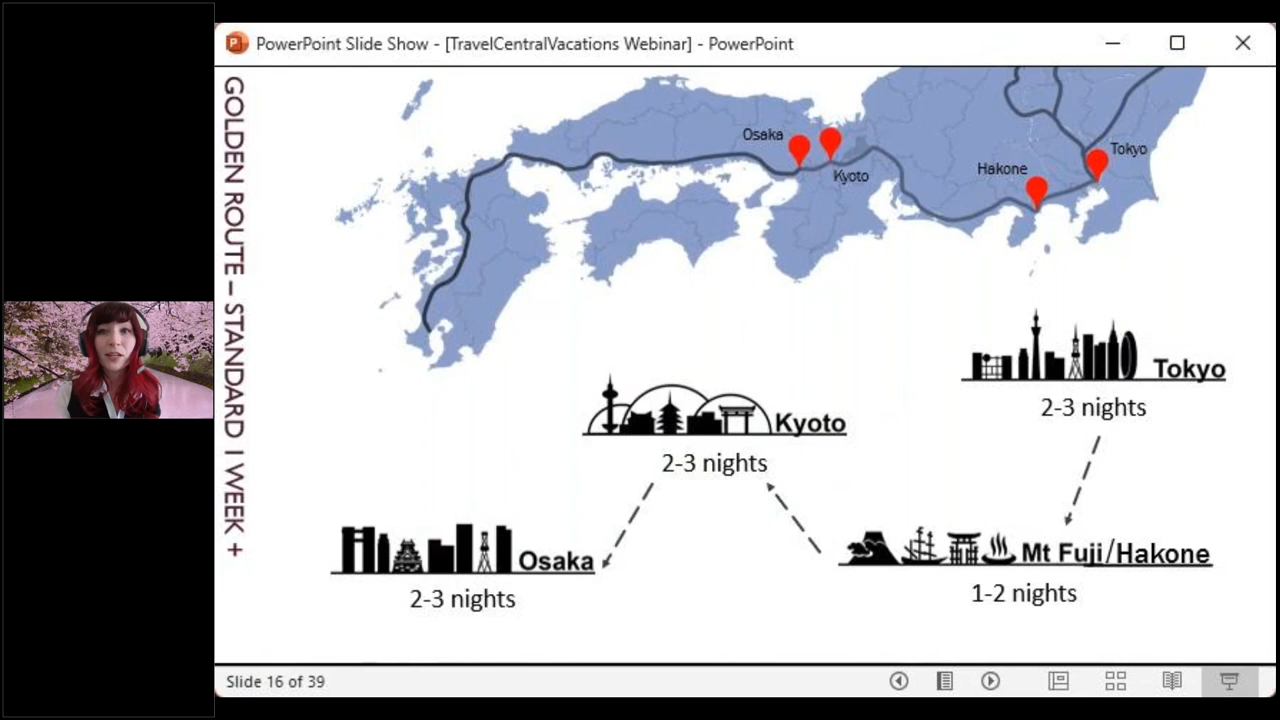 PowerPoint Slide Show - [TravelCentralVacations Webinar] - PowerPoint
GOLDEN ROUTE – STANDARD 1 WEEK +
Osaka
Kyoto
Hakone
Tokyo
Tokyo
2-3 nights
Kyoto
2-3 nights
Osaka
2-3 nights
Mt Fuji/Hakone
1-2 nights
Slide 16 of 39